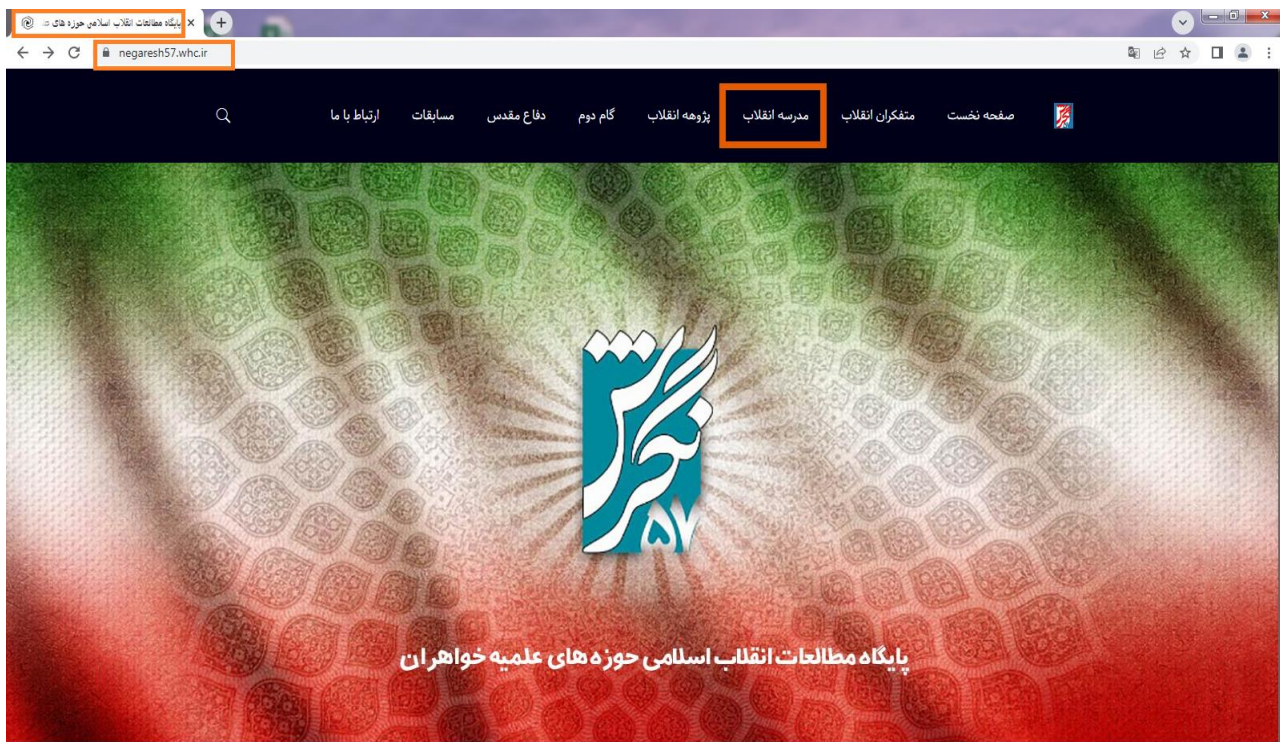 پایگاه مطالعات انقلاب اسلامی حوزه های
negaresh57.whc.ir
صفحه نخست
متفکران انقلاب
مدرسه انقلاب
پژوهه انقلاب
گام دوم
دفاع مقدس
مسابقات
ارتباط با ما
نگرش
۵۷
پایگاه مطالعات انقلاب اسلامی حوزه های علمیه خواهران